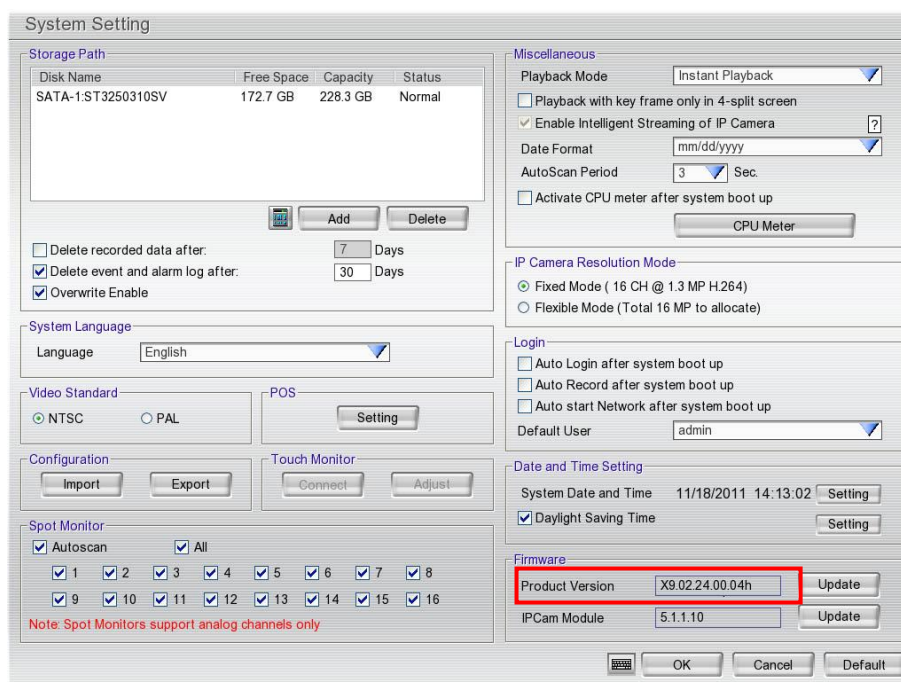 System Setting
Storage Path
Disk Name Free Space Capacity Status
SATA-1:ST3250310SV 172.7 GB 228.3 GB Normal
Add Delete
Delete recorded data after: 7 Days
Delete event and alarm log after: 30 Days
Overwrite Enable
System Language
Language English
Video Standard
NTSC PAL
POS
Setting
Configuration
Import Export
Touch Monitor
Connect Adjust
Spot Monitor
Autoscan All
1 2 3 4 5 6 7 8
9 10 11 12 13 14 15 16
Note: Spot Monitors support analog channels only
Miscellaneous
Playback Mode Instant Playback
Playback with key frame only in 4-split screen
Enable Intelligent Streaming of IP Camera ?
Date Format mm/dd/yyyy
AutoScan Period 3 Sec.
Activate CPU meter after system boot up
CPU Meter
IP Camera Resolution Mode
Fixed Mode ( 16 CH @ 1.3 MP H.264)
Flexible Mode (Total 16 MP to allocate)
Login
Auto Login after system boot up
Auto Record after system boot up
Auto start Network after system boot up
Default User admin
Date and Time Setting
System Date and Time 11/18/2011 14:13:02 Setting
Daylight Saving Time Setting
Firmware
Product Version X9.02.24.00.04h Update
IPCam Module 5.1.1.10 Update
OK Cancel Default